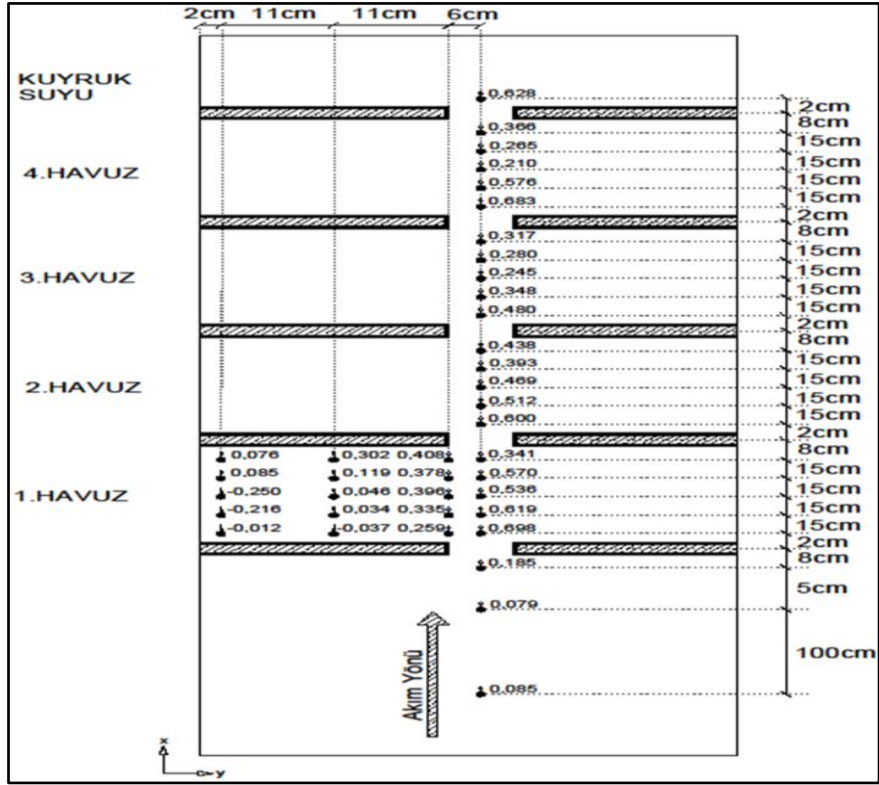 2cm 11cm 11cm 6cm
KUYRUK
SUYU
0,628
2cm
8cm
0,366
15cm
0,265
15cm
4.HAVUZ
0,210
15cm
0,576
15cm
0,683
2cm
8cm
0,317
15cm
0,280
15cm
3.HAVUZ
0,245
15cm
0,348
15cm
0,480
2cm
8cm
0,438
15cm
0,393
15cm
2.HAVUZ
0,469
15cm
0,512
15cm
0,600
2cm
8cm
0,076 0,302 0,408 0,341
15cm
0,085 0,119 0,378 0,570
15cm
1.HAVUZ
-0,250 0,046 0,396 0,536
15cm
-0,216 0,034 0,335 0,619
15cm
-0,012 -0,037 0,259 0,698
2cm
8cm
0,185
5cm
0,079
100cm
Akım Yönü
0,085
x
y